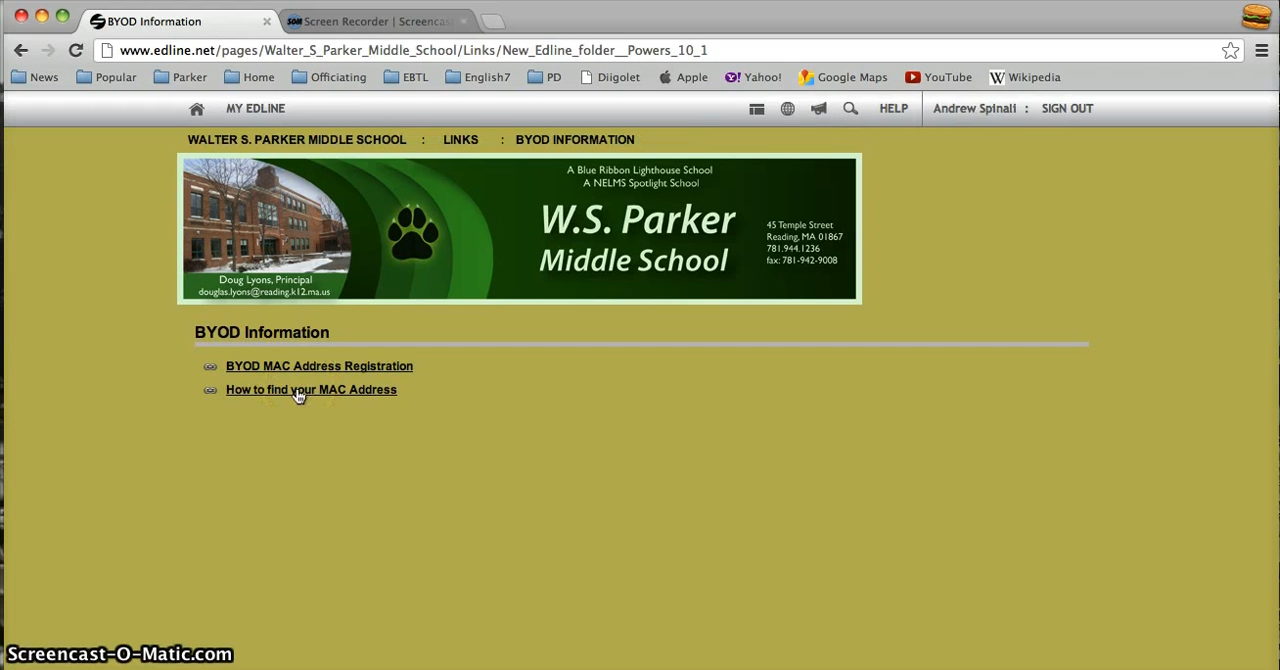 BYOD Information
Screen Recorder | Screencast
www.edline.net/pages/Walter_S_Parker_Middle_School/Links/New_Edline_folder__Powers_10_1
News Popular Parker Home Officiating EBTL English7 PD Diigolet Apple Yahoo! Google Maps YouTube Wikipedia
MY EDLINE HELP Andrew Spinali : SIGN OUT
WALTER S. PARKER MIDDLE SCHOOL : LINKS : BYOD INFORMATION
A Blue Ribbon Lighthouse School
A NELMS Spotlight School
W.S. Parker
Middle School
45 Temple Street
Reading, MA 01867
781.944.1236
fax: 781-942-9008
Doug Lyons, Principal
douglas.lyons@reading.k12.ma.us
BYOD Information
BYOD MAC Address Registration
How to find your MAC Address
Screencast-O-Matic.com